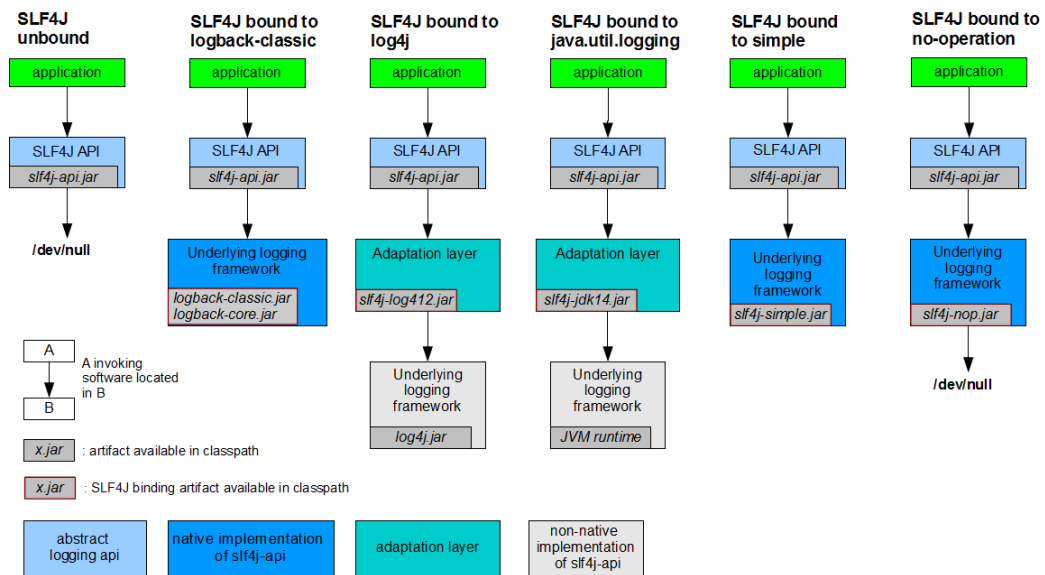 SLF4J
unbound
SLF4J bound to
logback-classic
SLF4J bound to
log4j
SLF4J bound to
java.util.logging
SLF4J bound
to simple
SLF4J bound to
no-operation
application
application
application
application
application
application
SLF4J API
slf4j-api.jar
SLF4J API
slf4j-api.jar
SLF4J API
slf4j-api.jar
SLF4J API
slf4j-api.jar
SLF4J API
slf4j-api.jar
SLF4J API
slf4j-api.jar
/dev/null
Underlying logging
framework
logback-classic.jar
logback-core.jar
Adaptation layer
slf4j-log412.jar
Adaptation layer
slf4j-jdk14.jar
Underlying
logging
framework
slf4j-simple.jar
Underlying
logging
framework
slf4j-nop.jar
A
A invoking
software located
in B
B
Underlying
logging
framework
log4j.jar
Underlying
logging
framework
JVM runtime
/dev/null
x.jar : artifact available in classpath
x.jar : SLF4J binding artifact available in classpath
abstract
logging api
native implementation
of slf4j-api
adaptation layer
non-native
implementation
of slf4j-api